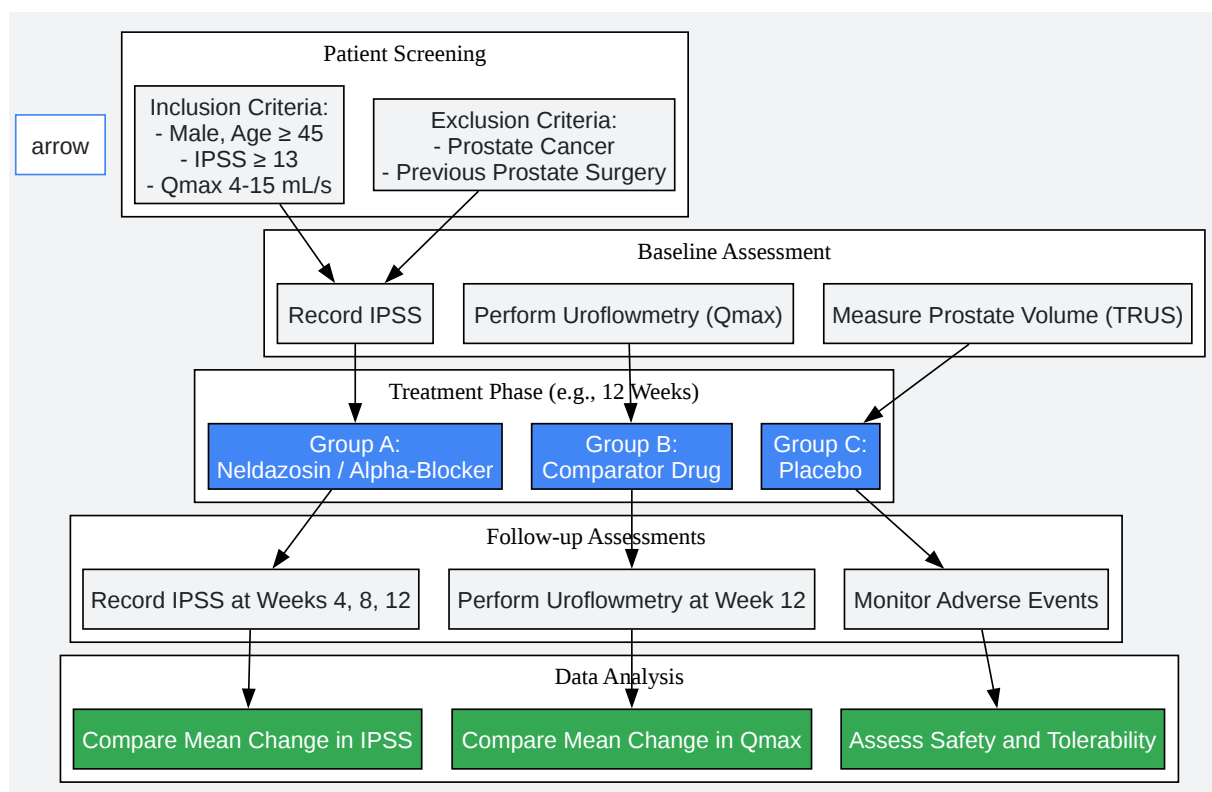 Patient Screening
Inclusion Criteria:
- Male, Age ≥ 45
- IPSS ≥ 13
- Qmax 4-15 mL/s
Exclusion Criteria:
- Prostate Cancer
- Previous Prostate Surgery
arrow
Baseline Assessment
Record IPSS
Perform Uroflowmetry (Qmax)
Measure Prostate Volume (TRUS)
Treatment Phase (e.g., 12 Weeks)
Group A:
Neldazosin / Alpha-Blocker
Group B:
Comparator Drug
Group C:
Placebo
Follow-up Assessments
Record IPSS at Weeks 4, 8, 12
Perform Uroflowmetry at Week 12
Monitor Adverse Events
Data Analysis
Compare Mean Change in IPSS
Compare Mean Change in Qmax
Assess Safety and Tolerability